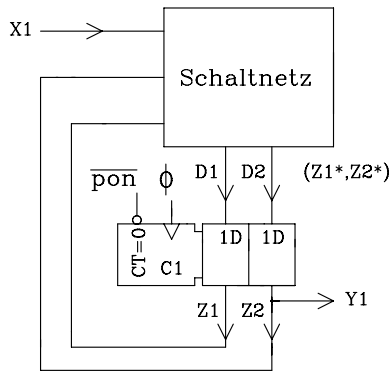 X1
Schaltnetz
D1 D2 (Z1*,Z2*)
pon ϕ
1D 1D
CT=0
C1
Z1 Z2 Y1